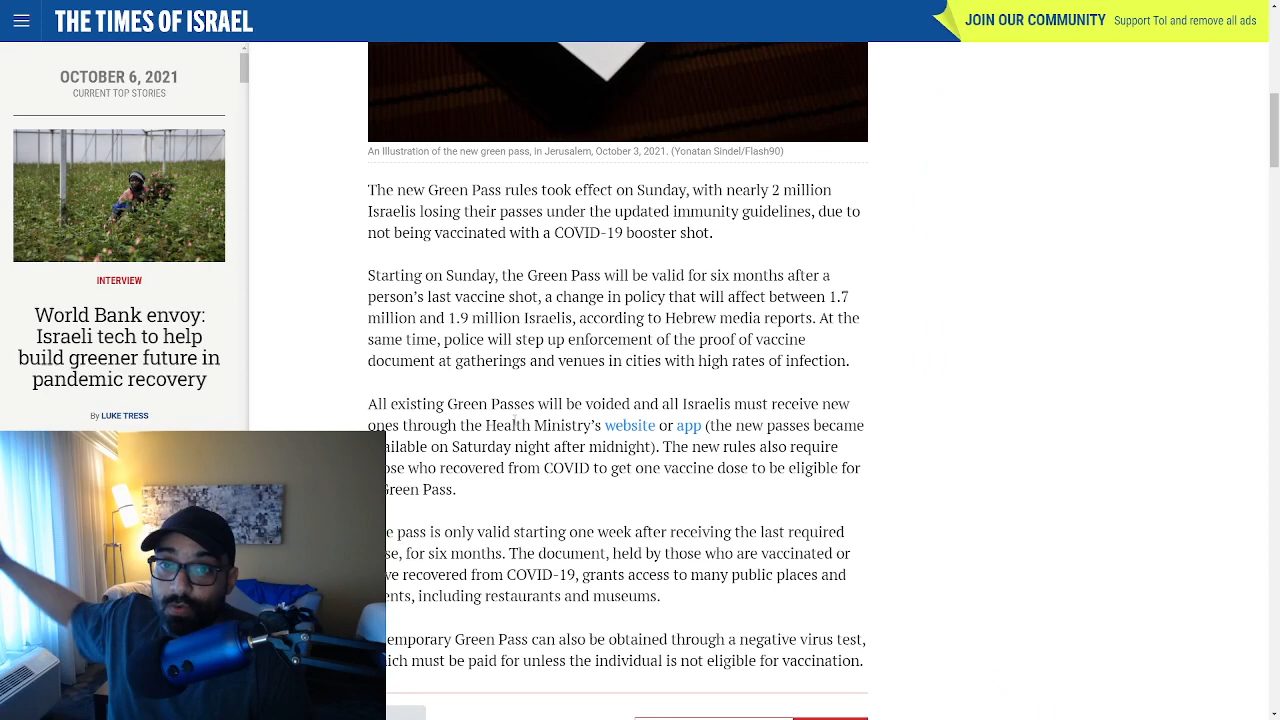 THE TIMES OF ISRAEL
JOIN OUR COMMUNITY Support ToI and remove all ads
OCTOBER 6, 2021
CURRENT TOP STORIES
INTERVIEW
World Bank envoy:
Israeli tech to help
build greener future in
pandemic recovery
By LUKE TRESS
An Illustration of the new green pass, in Jerusalem, October 3, 2021. (Yonatan Sindel/Flash90)
The new Green Pass rules took effect on Sunday, with nearly 2 million
Israelis losing their passes under the updated immunity guidelines, due to
not being vaccinated with a COVID-19 booster shot.
Starting on Sunday, the Green Pass will be valid for six months after a
person's last vaccine shot, a change in policy that will affect between 1.7
million and 1.9 million Israelis, according to Hebrew media reports. At the
same time, police will step up enforcement of the proof of vaccine
document at gatherings and venues in cities with high rates of infection.
All existing Green Passes will be voided and all Israelis must receive new
ones through the Health Ministry's website or app (the new passes became
ailable on Saturday night after midnight). The new rules also require
ose who recovered from COVID to get one vaccine dose to be eligible for
Green Pass.
e pass is only valid starting one week after receiving the last required
se, for six months. The document, held by those who are vaccinated or
ve recovered from COVID-19, grants access to many public places and
ents, including restaurants and museums.
emporary Green Pass can also be obtained through a negative virus test,
ich must be paid for unless the individual is not eligible for vaccination.